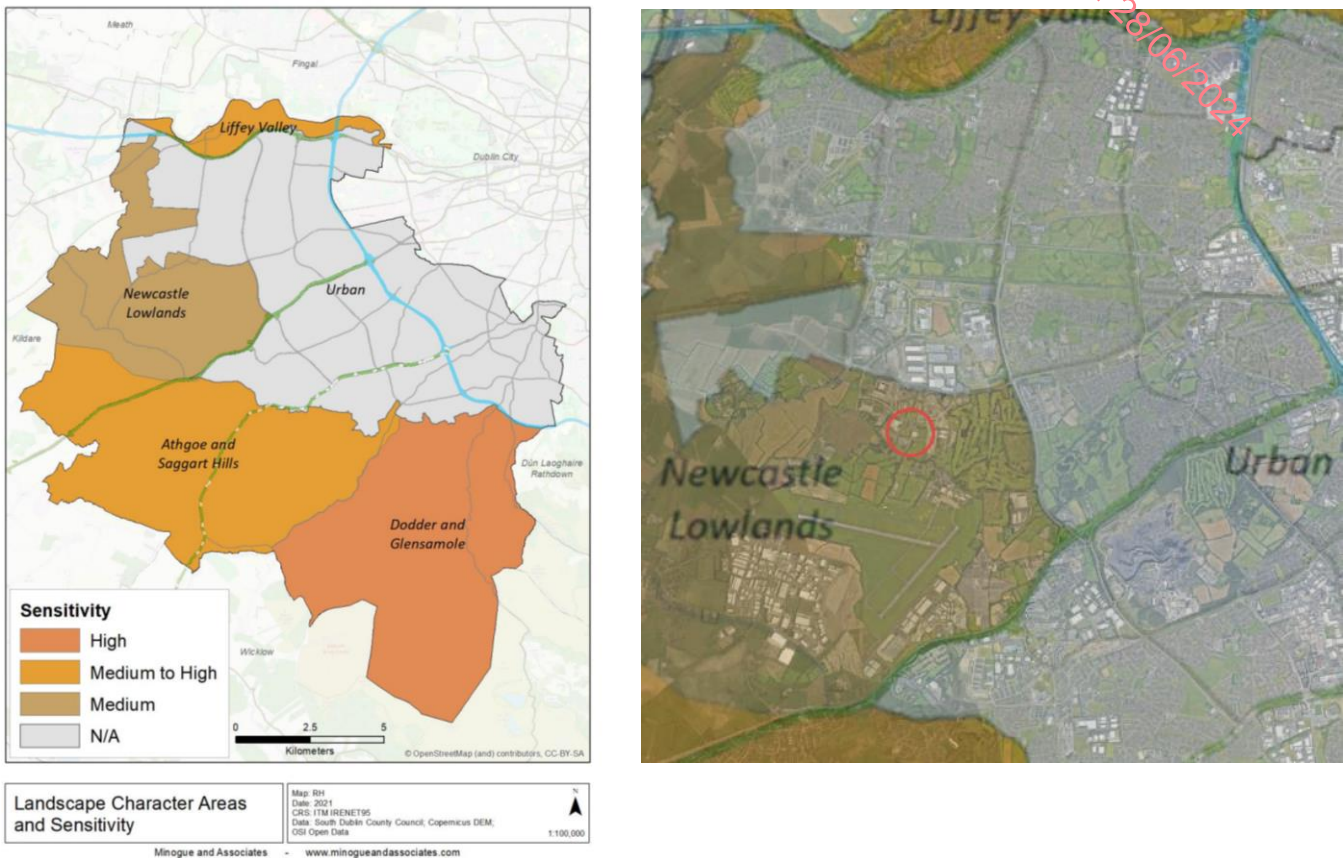 Meath
Fingal
Liffey Valley
Dublin City
Newcastle
Lowlands
Urban
Kildare
Athgoe and
Saggart Hills
Dún Laoghaire
Rathdown
Dodder and
Glensamole
Wicklow
Sensitivity
High
Medium to High
Medium
N/A
0 2.5 5
Kilometers
© OpenStreetMap (and) contributors, CC-BY-SA
Landscape Character Areas
and Sensitivity
Map: RH
Date: 2021
CRS: ITM IRENET95
Data: South Dublin County Council; Copernicus DEM;
OSI Open Data
N
1:100,000
Minogue and Associates - www.minogueandassociates.com
Liffey Valley
28/06/2024
Newcastle
Lowlands
Urban